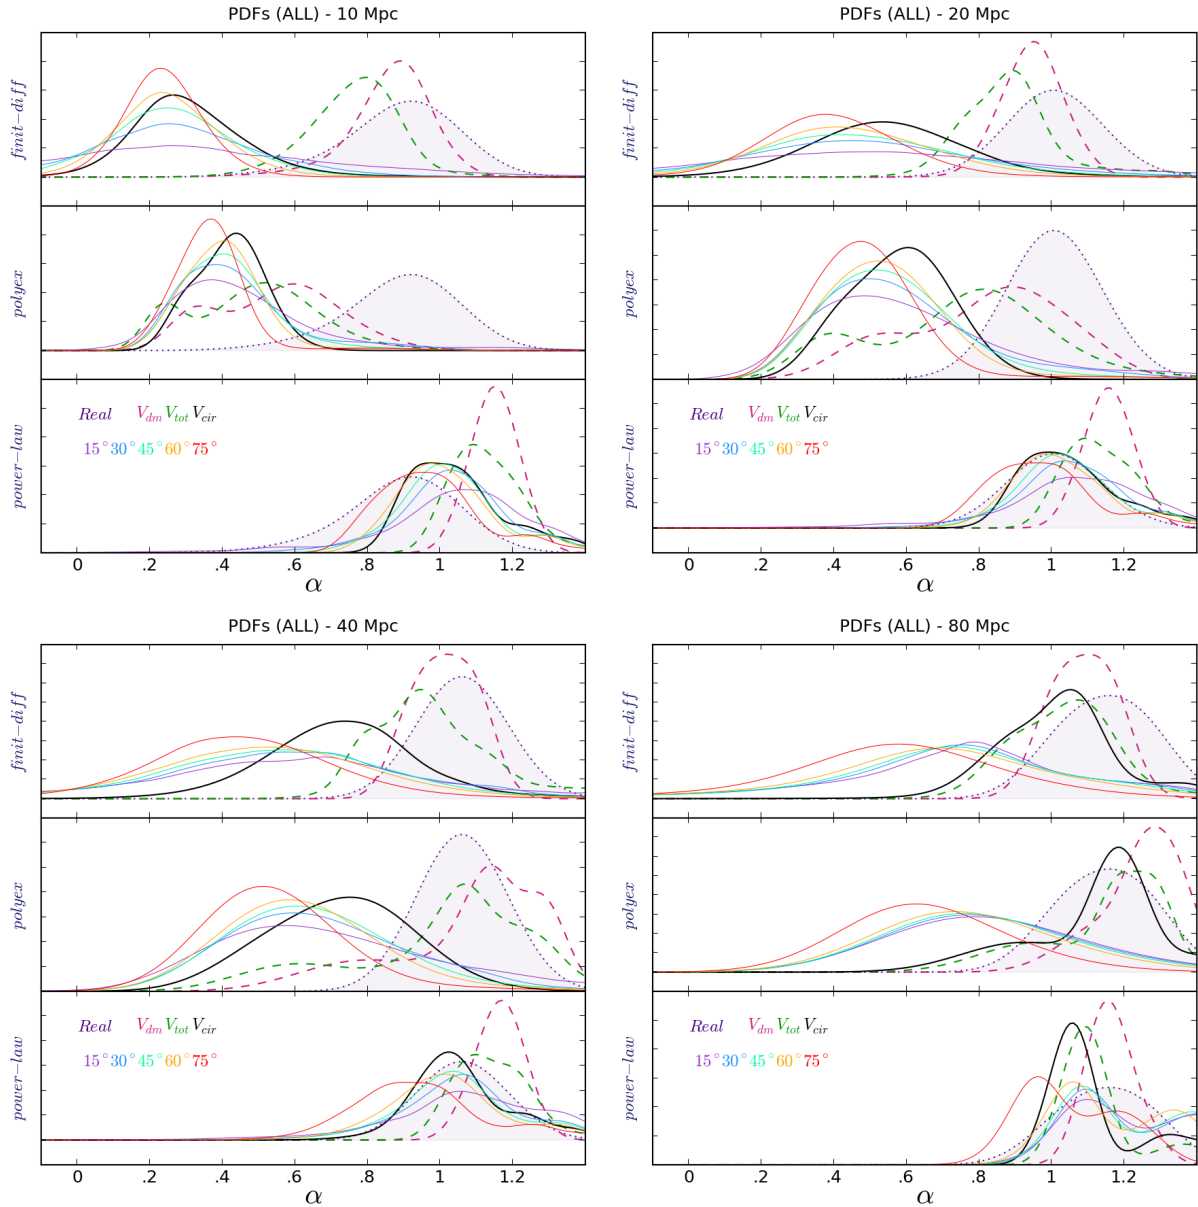 PDFs (ALL) - 10 Mpc
finit−diff
polyex
power−law
Real V_dm V_tot V_cir
15° 30° 45° 60° 75°
0 .2 .4 .6 .8 1 1.2
α
PDFs (ALL) - 20 Mpc
finit−diff
polyex
power−law
Real V_dm V_tot V_cir
15° 30° 45° 60° 75°
0 .2 .4 .6 .8 1 1.2
α
PDFs (ALL) - 40 Mpc
finit−diff
polyex
power−law
Real V_dm V_tot V_cir
15° 30° 45° 60° 75°
0 .2 .4 .6 .8 1 1.2
α
PDFs (ALL) - 80 Mpc
finit−diff
polyex
power−law
Real V_dm V_tot V_cir
15° 30° 45° 60° 75°
0 .2 .4 .6 .8 1 1.2
α